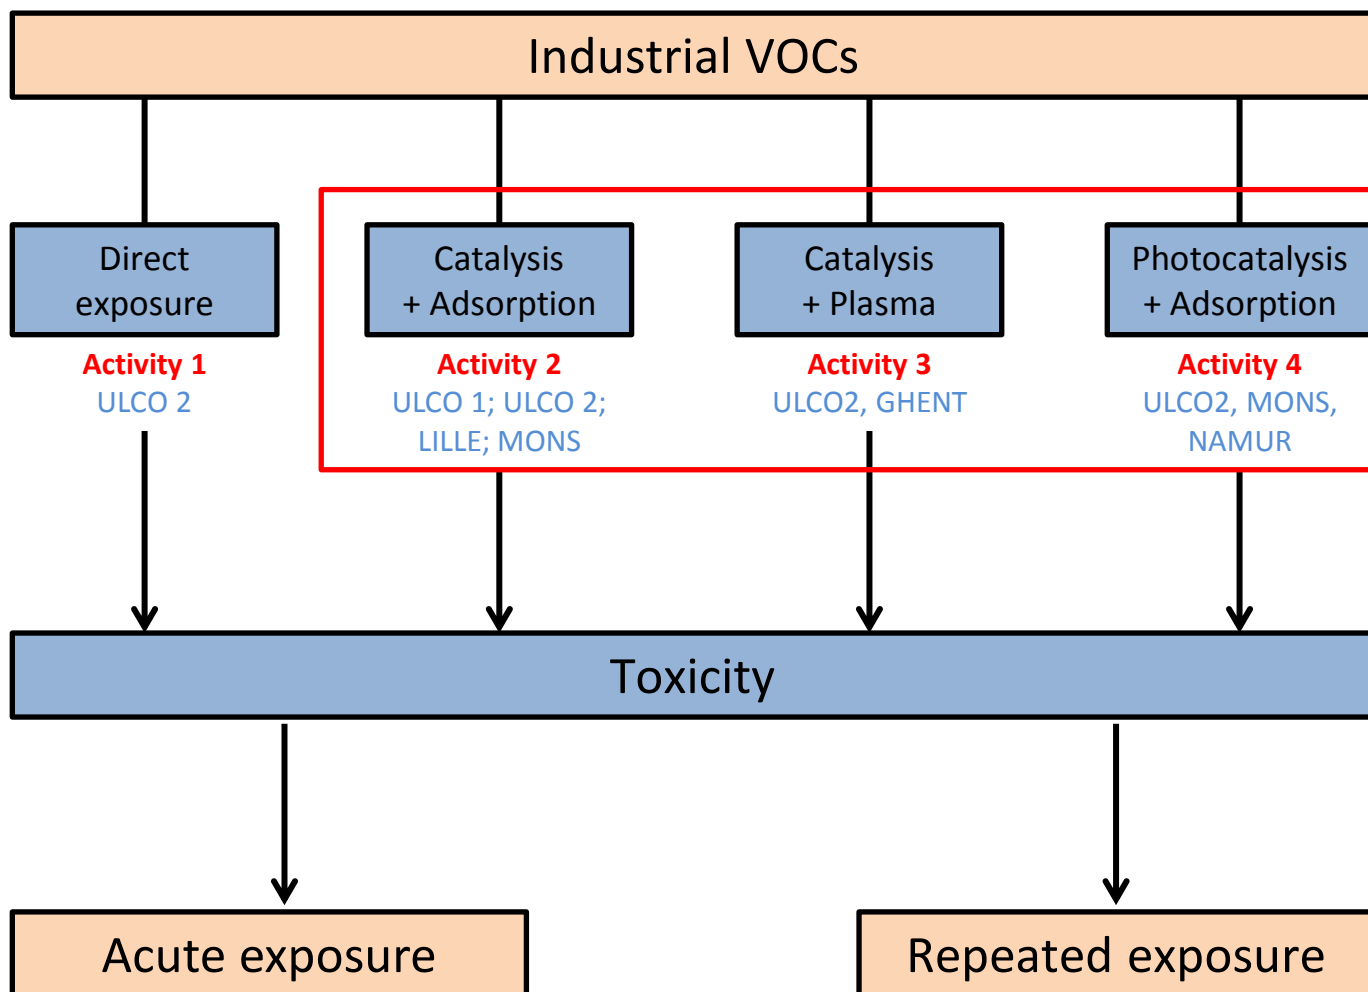 Industrial VOCs
Direct
exposure
Activity 1
ULCO 2
Catalysis
+ Adsorption
Activity 2
ULCO 1; ULCO 2;
LILLE; MONS
Catalysis
+ Plasma
Activity 3
ULCO2, GHENT
Photocatalysis
+ Adsorption
Activity 4
ULCO2, MONS,
NAMUR
Toxicity
Acute exposure
Repeated exposure